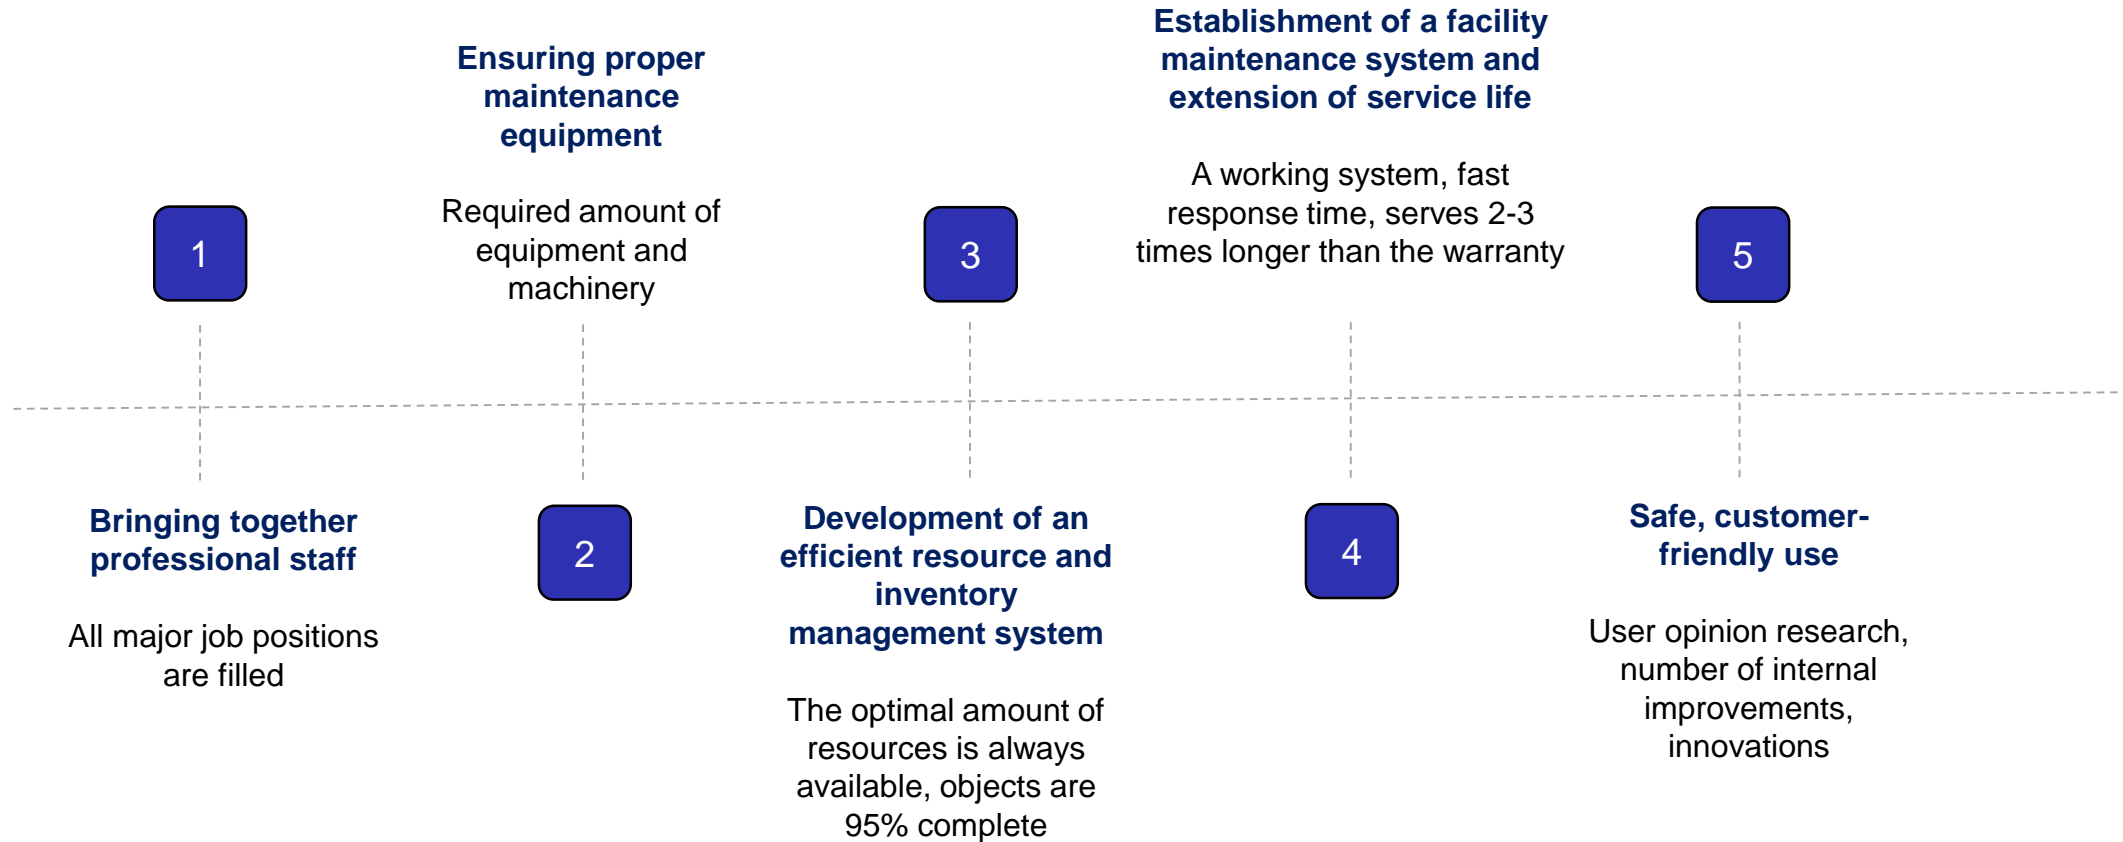 1
Bringing together
professional staff
All major job positions
are filled
Ensuring proper
maintenance
equipment
Required amount of
equipment and
machinery
2
3
Development of an
efficient resource and
inventory
management system
The optimal amount of
resources is always
available, objects are
95% complete
Establishment of a facility
maintenance system and
extension of service life
A working system, fast
response time, serves 2-3
times longer than the warranty
4
5
Safe, customer-
friendly use
User opinion research,
number of internal
improvements,
innovations